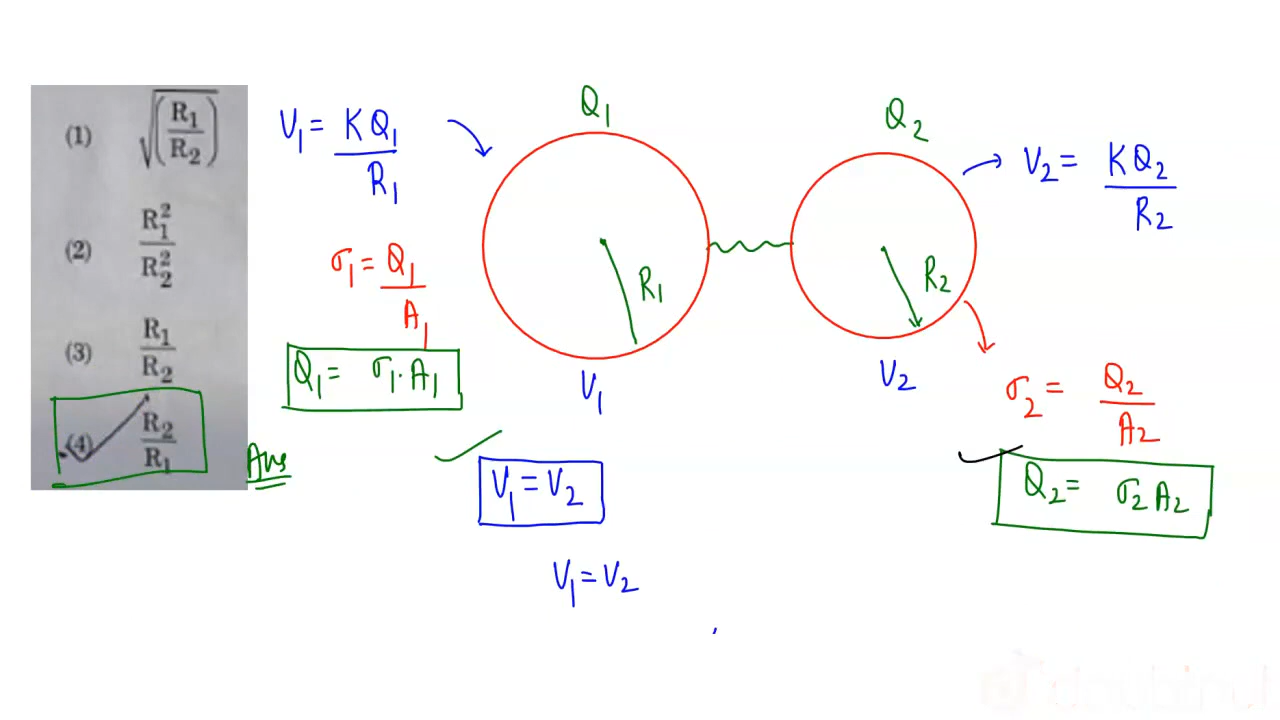 (1) √(R₁/R₂)
(2) R₁²/R₂²
(3) R₁/R₂
(4) R₂/R₁
Ans
V₁ = KQ₁/R₁
σ₁ = Q₁/A₁
Q₁ = σ₁·A₁
Q₁
R₁
V₁
Q₂
R₂
V₂
V₂ = KQ₂/R₂
σ₂ = Q₂/A₂
Q₂ = σ₂A₂
V₁ = V₂
V₁ = V₂